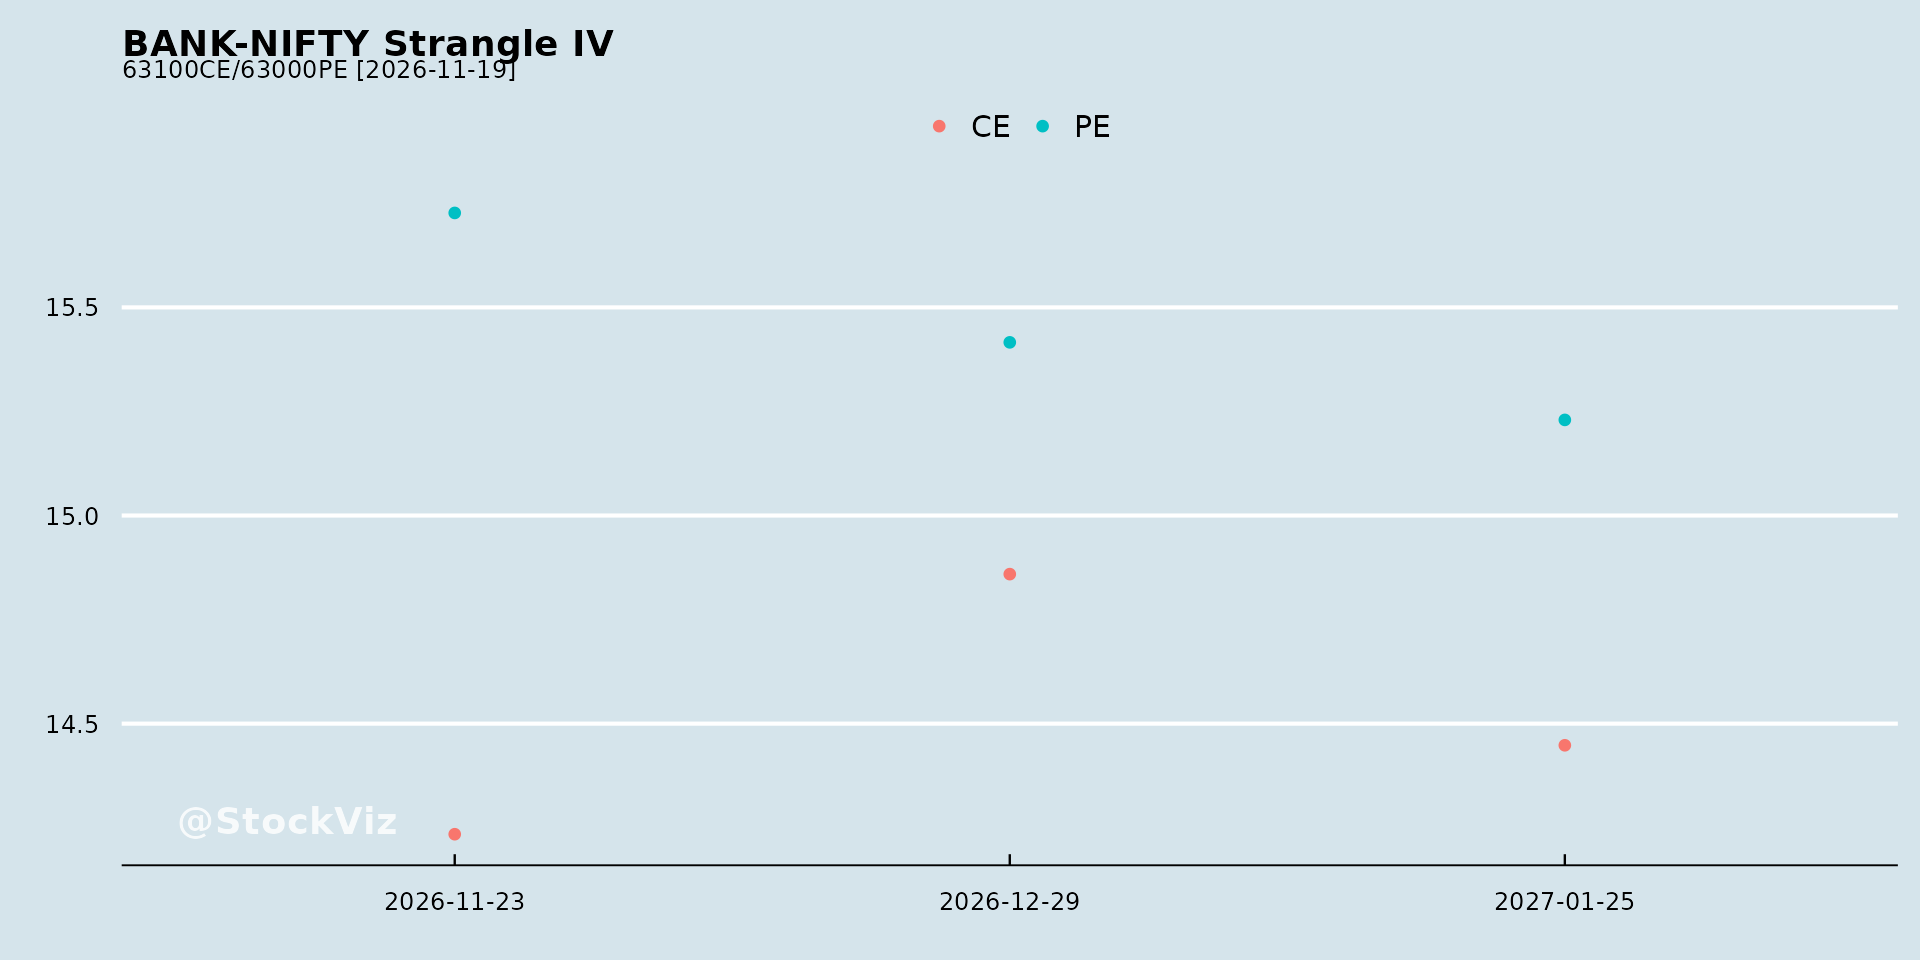 BANK-NIFTY Strangle IV
63100CE/63000PE [2026-11-19]
CE PE
15.5
15.0
14.5
@StockViz
2026-11-23 2026-12-29 2027-01-25